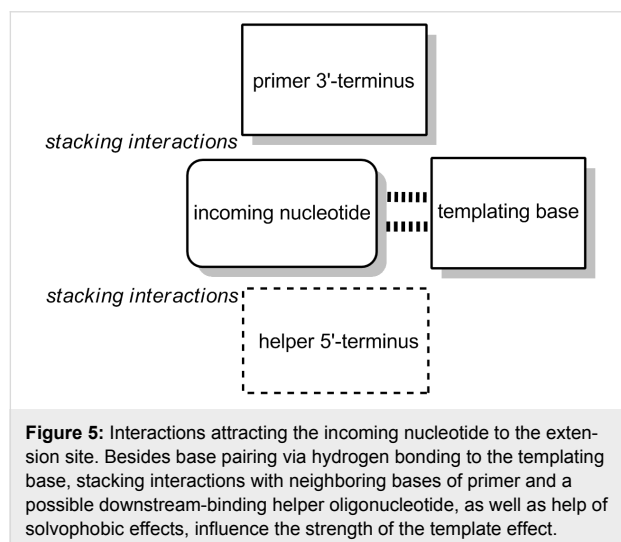 primer 3'-terminus
stacking interactions
incoming nucleotide
templating base
stacking interactions
helper 5'-terminus
Figure 5: Interactions attracting the incoming nucleotide to the exten-
sion site. Besides base pairing via hydrogen bonding to the templating
base, stacking interactions with neighboring bases of primer and a
possible downstream-binding helper oligonucleotide, as well as help of
solvophobic effects, influence the strength of the template effect.